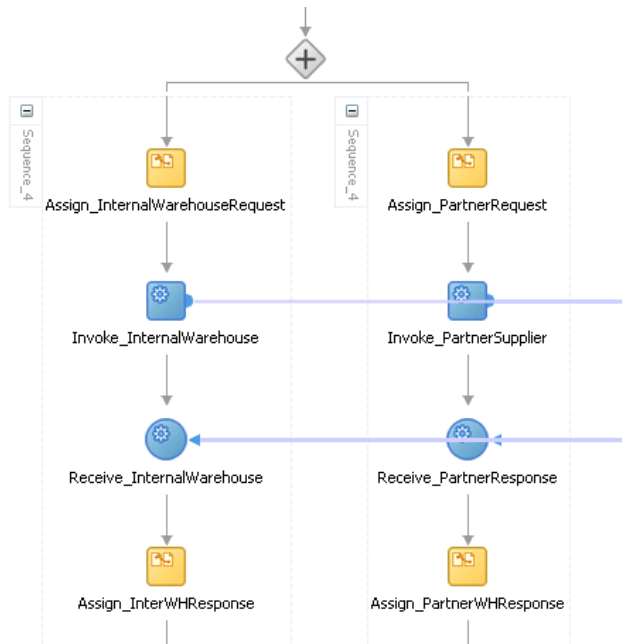 Sequence_4
Assign_InternalWarehouseRequest
Invoke_InternalWarehouse
Receive_InternalWarehouse
Assign_InterWHResponse
Sequence_4
Assign_PartnerRequest
Invoke_PartnerSupplier
Receive_PartnerResponse
Assign_PartnerWHResponse